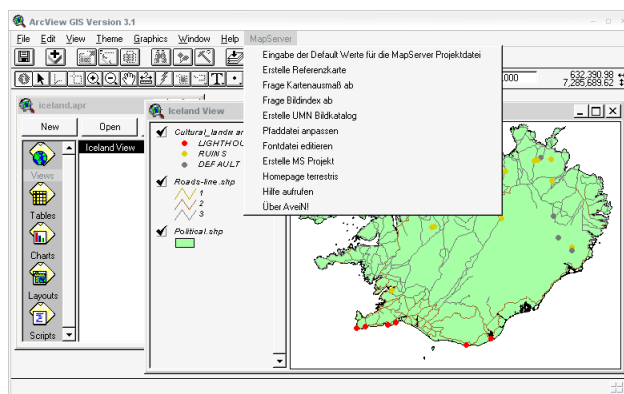 ArcView GIS Version 3.1
File Edit View Theme Graphics Window Help MapServer
Eingabe der Default Werte für die MapServer Projektdatei
Erstelle Referenzkarte
Frage Kartenausmaß ab
Frage Bildindex ab
Erstelle UMN Bildkatalog
Pfaddatei anpassen
Fontdatei editieren
Erstelle MS Projekt
Homepage terrestris
Hilfe aufrufen
Über AveiN!
632,390.98
7,285,689.62
iceland.apr
New Open
Iceland View
Views
Tables
Charts
Layouts
Scripts
Iceland View
RUINS
DEFAULT
Roads-line.shp
1
2
3
Political.shp